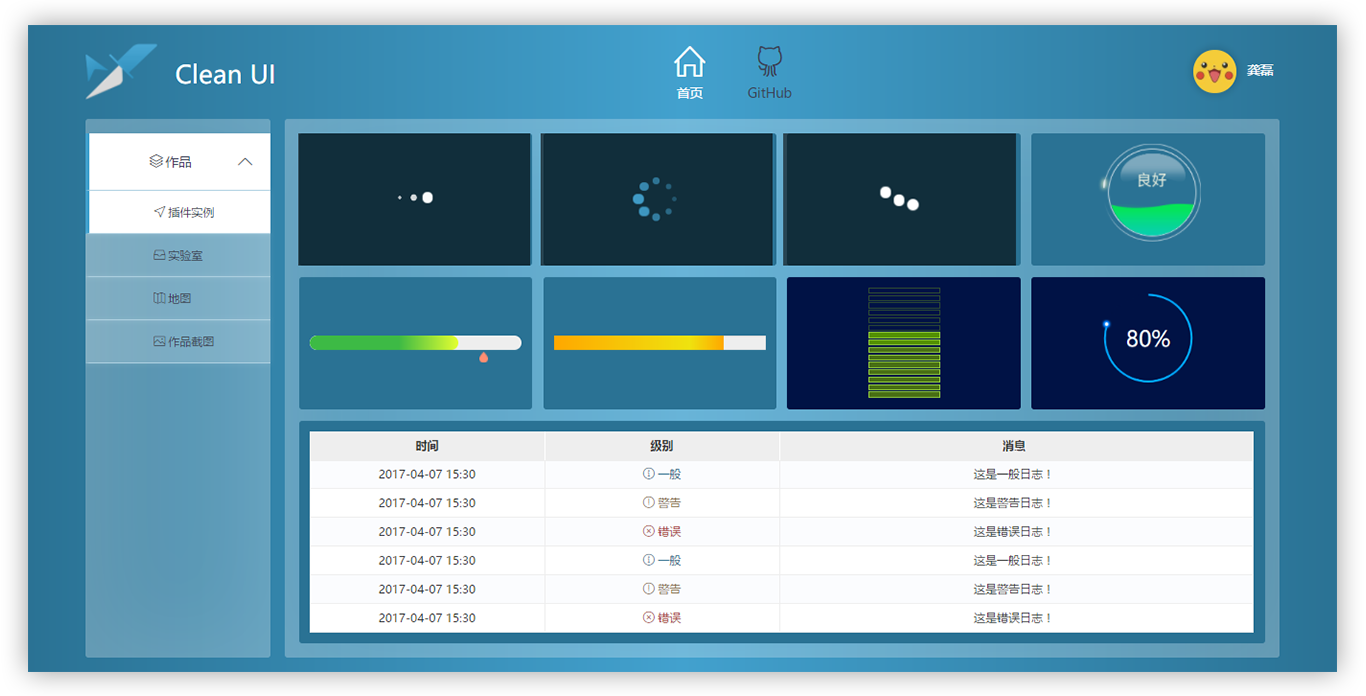 Clean UI
首页
GitHub
龚磊
作品
插件实例
实验室
地图
作品截图
良好
80%
时间 级别 消息
2017-04-07 15:30 一般 这是一般日志！
2017-04-07 15:30 警告 这是警告日志！
2017-04-07 15:30 错误 这是错误日志！
2017-04-07 15:30 一般 这是一般日志！
2017-04-07 15:30 警告 这是警告日志！
2017-04-07 15:30 错误 这是错误日志！